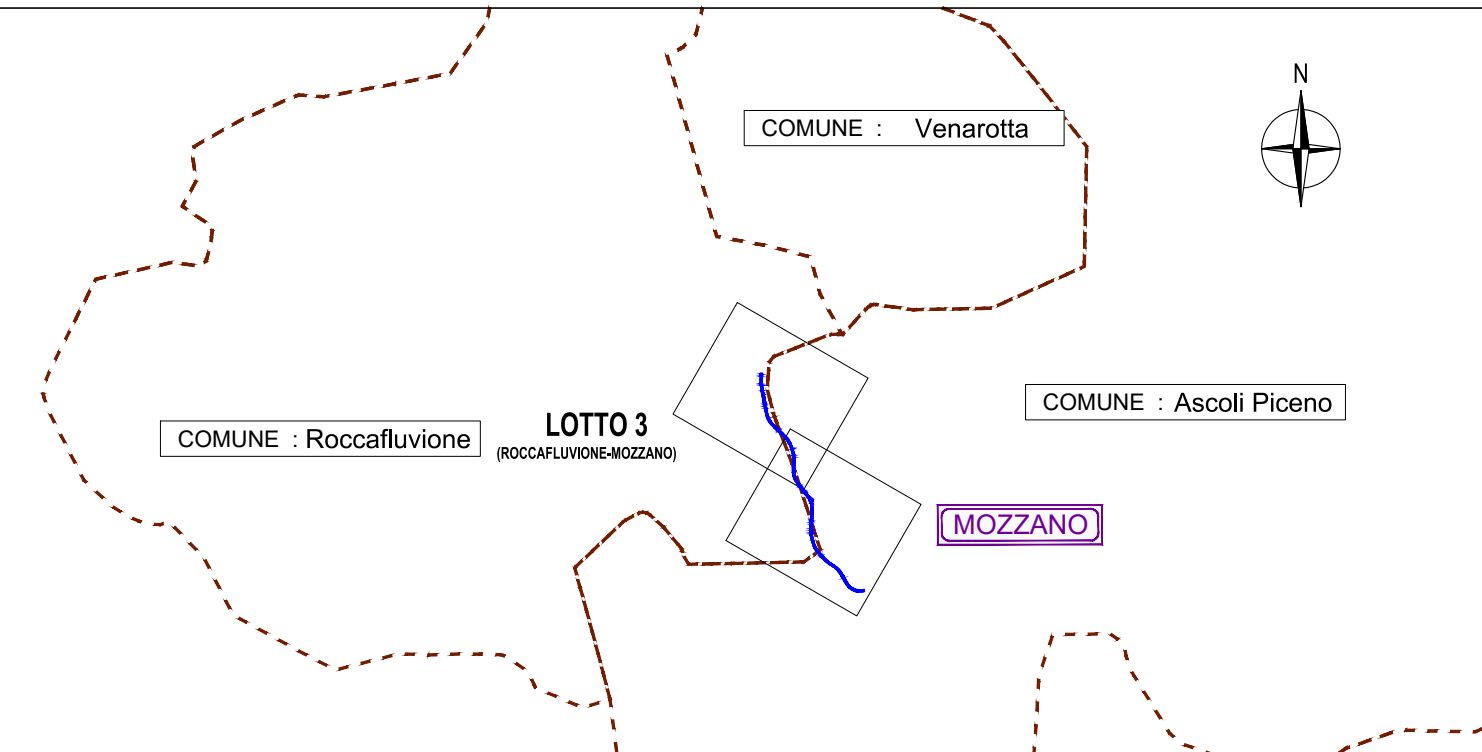 N
COMUNE : Venarotta
COMUNE : Ascoli Piceno
LOTTO 3
COMUNE : Roccafluvione
(ROCCAFLUVIONE-MOZZANO)
MOZZANO